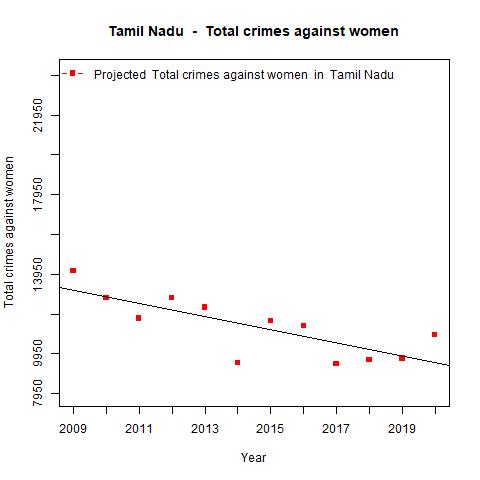 Tamil Nadu - Total crimes against women
Projected Total crimes against women in Tamil Nadu
Total crimes against women
21950
17950
13950
9950
7950
2009 2011 2013 2015 2017 2019
Year